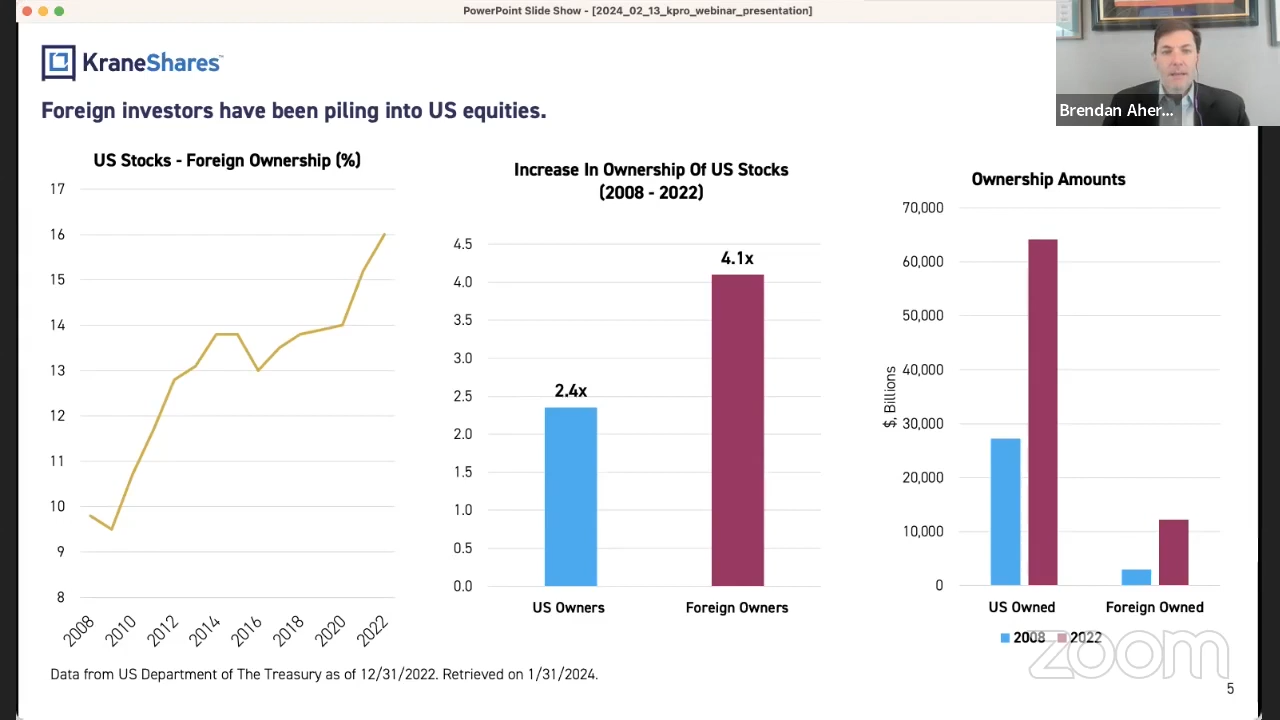 PowerPoint Slide Show - [2024_02_13_kpro_webinar_presentation]
KraneShares™
Brendan Aher...
Foreign investors have been piling into US equities.
US Stocks - Foreign Ownership (%)
17
16
15
14
13
12
11
10
9
8
2008
2010
2012
2014
2016
2018
2020
2022
Increase In Ownership Of US Stocks
(2008 - 2022)
4.5
4.0
3.5
3.0
2.5
2.0
1.5
1.0
0.5
0.0
2.4x
4.1x
US Owners
Foreign Owners
Ownership Amounts
$, Billions
70,000
60,000
50,000
40,000
30,000
20,000
10,000
0
US Owned
Foreign Owned
2008
2022
zoom
Data from US Department of The Treasury as of 12/31/2022. Retrieved on 1/31/2024.
5